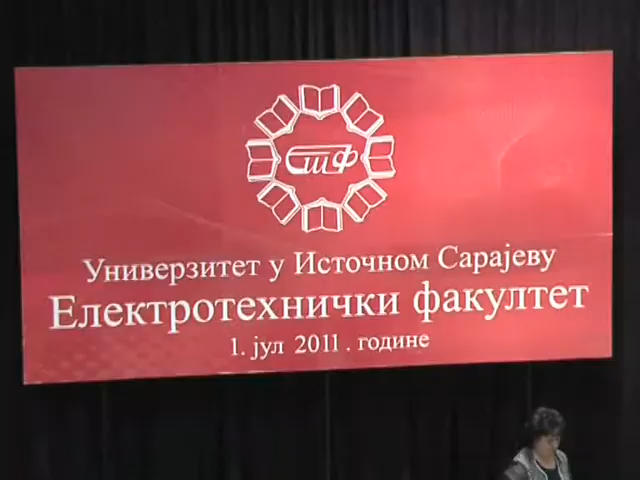 Универзитет у Источном Сарајеву
Електротехнички факултет
1. јул 2011. године